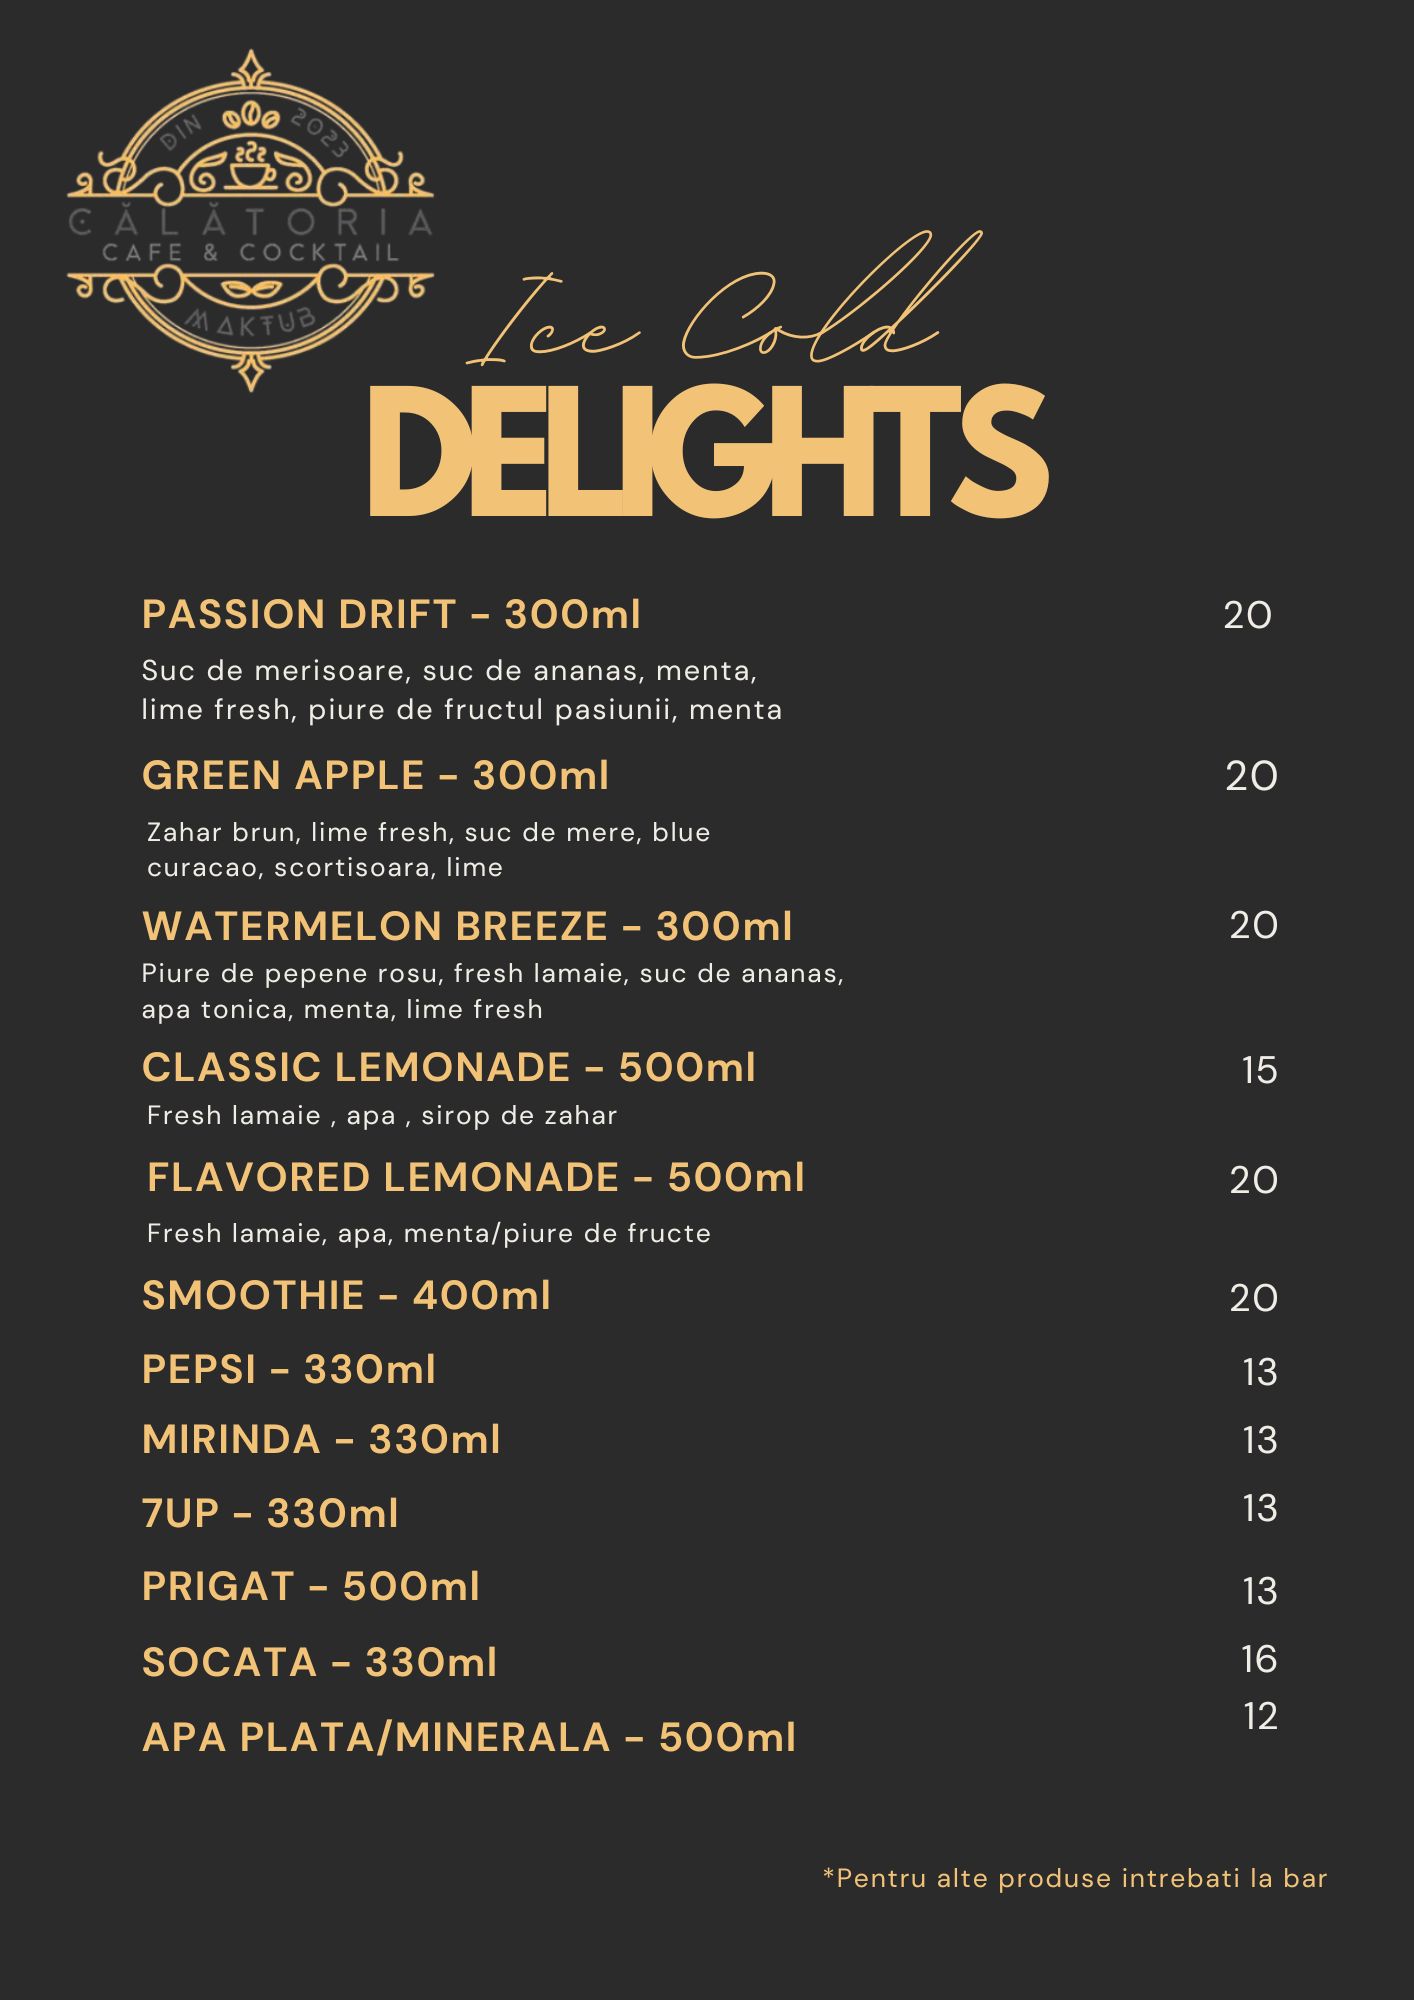 DIN 2023
CĂLĂTORIA
CAFE & COCKTAIL
MAKTUB
Ice Cold
DELIGHTS
PASSION DRIFT - 300ml 20
Suc de merisoare, suc de ananas, menta,
lime fresh, piure de fructul pasiunii, menta
GREEN APPLE - 300ml 20
Zahar brun, lime fresh, suc de mere, blue
curacao, scortisoara, lime
WATERMELON BREEZE - 300ml 20
Piure de pepene rosu, fresh lamaie, suc de ananas,
apa tonica, menta, lime fresh
CLASSIC LEMONADE - 500ml 15
Fresh lamaie , apa , sirop de zahar
FLAVORED LEMONADE - 500ml 20
Fresh lamaie, apa, menta/piure de fructe
SMOOTHIE - 400ml 20
PEPSI - 330ml 13
MIRINDA - 330ml 13
7UP - 330ml 13
PRIGAT - 500ml 13
SOCATA - 330ml 16
APA PLATA/MINERALA - 500ml 12
*Pentru alte produse intrebati la bar